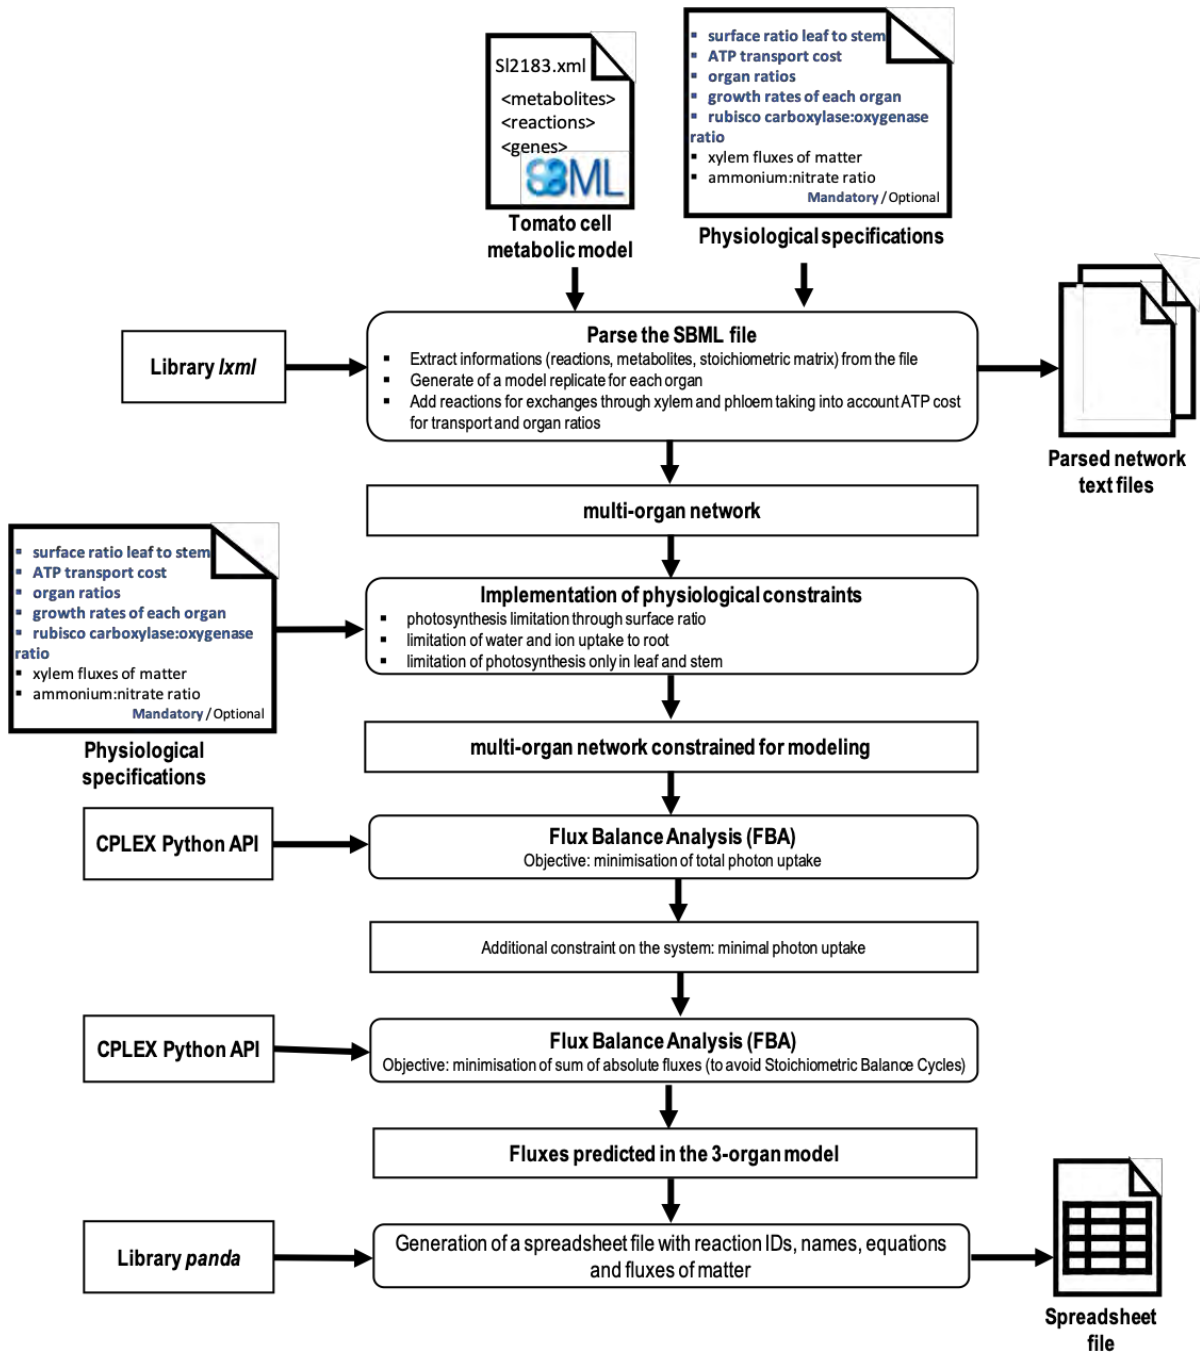 Sl2183.xml
<metabolites>
<reactions>
<genes>
SBML
Tomato cell
metabolic model
▪ surface ratio leaf to stem
▪ ATP transport cost
▪ organ ratios
▪ growth rates of each organ
▪ rubisco carboxylase:oxygenase
ratio
▪ xylem fluxes of matter
▪ ammonium:nitrate ratio
Mandatory / Optional
Physiological specifications
Library lxml
Parse the SBML file
▪ Extract informations (reactions, metabolites, stoichiometric matrix) from the file
▪ Generate of a model replicate for each organ
▪ Add reactions for exchanges through xylem and phloem taking into account ATP cost
for transport and organ ratios
Parsed network
text files
multi-organ network
▪ surface ratio leaf to stem
▪ ATP transport cost
▪ organ ratios
▪ growth rates of each organ
▪ rubisco carboxylase:oxygenase
ratio
▪ xylem fluxes of matter
▪ ammonium:nitrate ratio
Mandatory / Optional
Physiological
specifications
Implementation of physiological constraints
▪ photosynthesis limitation through surface ratio
▪ limitation of water and ion uptake to root
▪ limitation of photosynthesis only in leaf and stem
multi-organ network constrained for modeling
CPLEX Python API
Flux Balance Analysis (FBA)
Objective: minimisation of total photon uptake
Additional constraint on the system: minimal photon uptake
CPLEX Python API
Flux Balance Analysis (FBA)
Objective: minimisation of sum of absolute fluxes (to avoid Stoichiometric Balance Cycles)
Fluxes predicted in the 3-organ model
Library panda
Generation of a spreadsheet file with reaction IDs, names, equations
and fluxes of matter
Spreadsheet
file